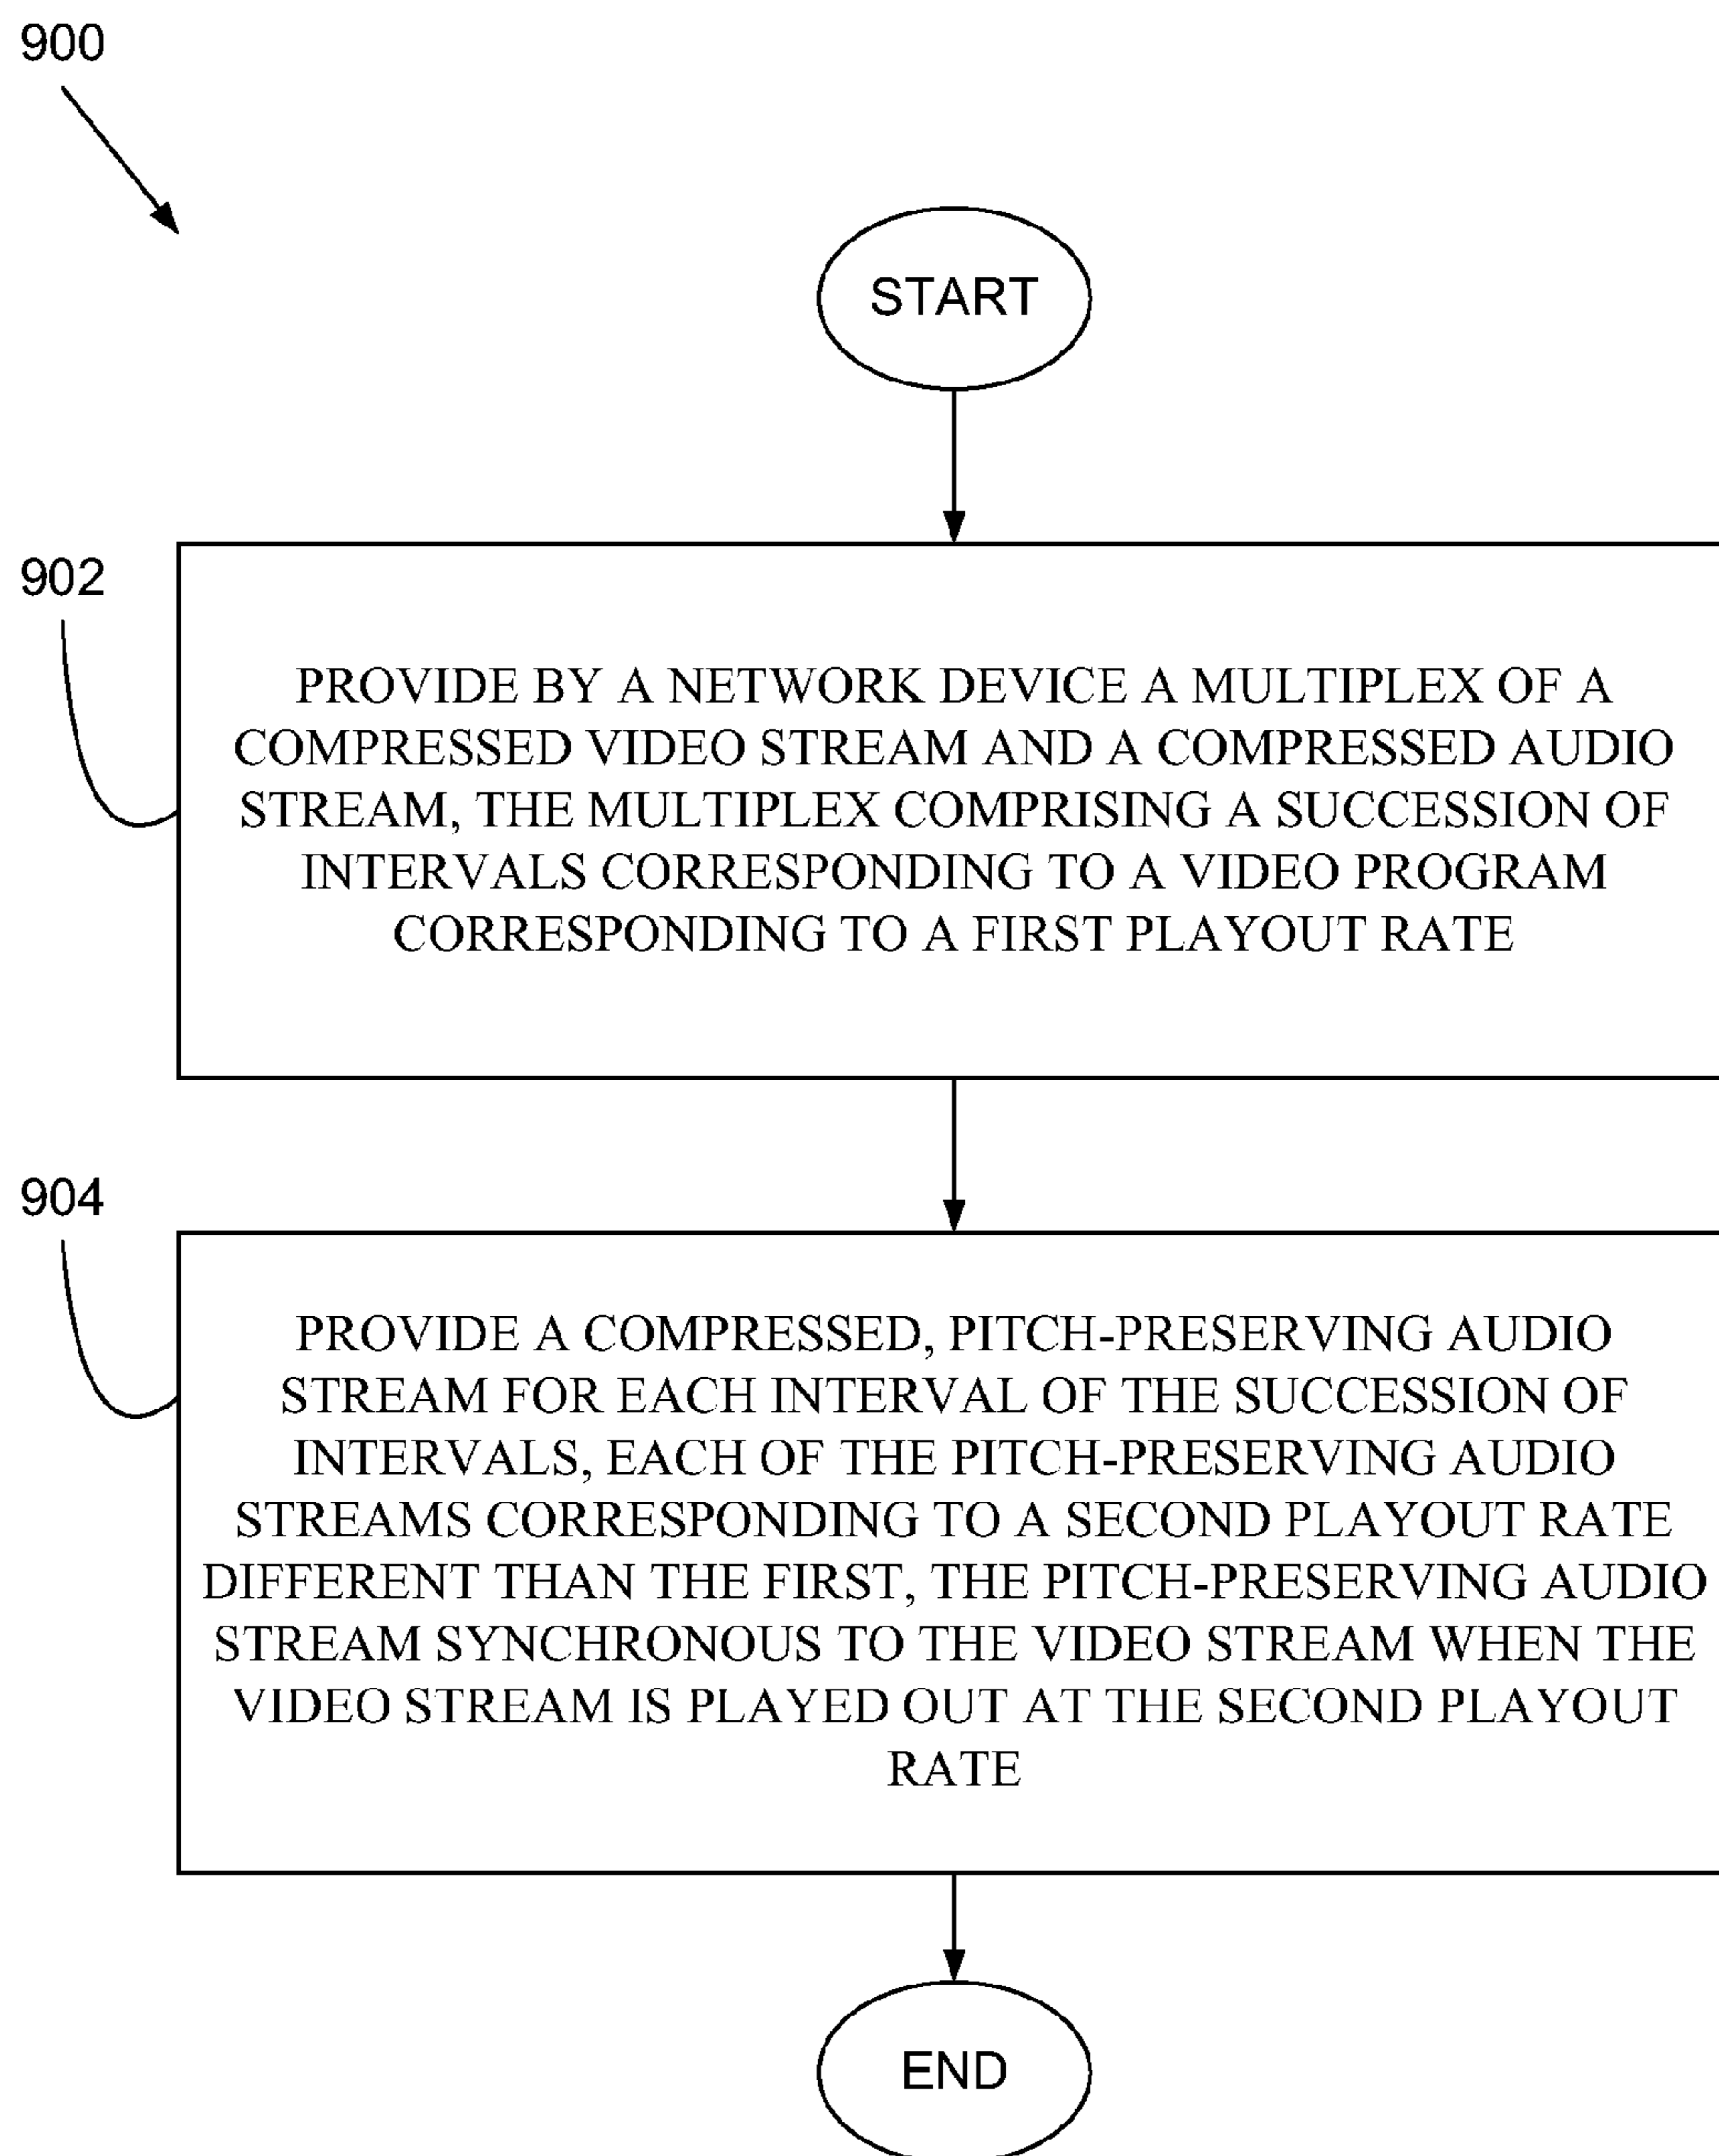 900
START
902
PROVIDE BY A NETWORK DEVICE A MULTIPLEX OF A
COMPRESSED VIDEO STREAM AND A COMPRESSED AUDIO
STREAM, THE MULTIPLEX COMPRISING A SUCCESSION OF
INTERVALS CORRESPONDING TO A VIDEO PROGRAM
CORRESPONDING TO A FIRST PLAYOUT RATE
904
PROVIDE A COMPRESSED, PITCH-PRESERVING AUDIO
STREAM FOR EACH INTERVAL OF THE SUCCESSION OF
INTERVALS, EACH OF THE PITCH-PRESERVING AUDIO
STREAMS CORRESPONDING TO A SECOND PLAYOUT RATE
DIFFERENT THAN THE FIRST, THE PITCH-PRESERVING AUDIO
STREAM SYNCHRONOUS TO THE VIDEO STREAM WHEN THE
VIDEO STREAM IS PLAYED OUT AT THE SECOND PLAYOUT
RATE
END